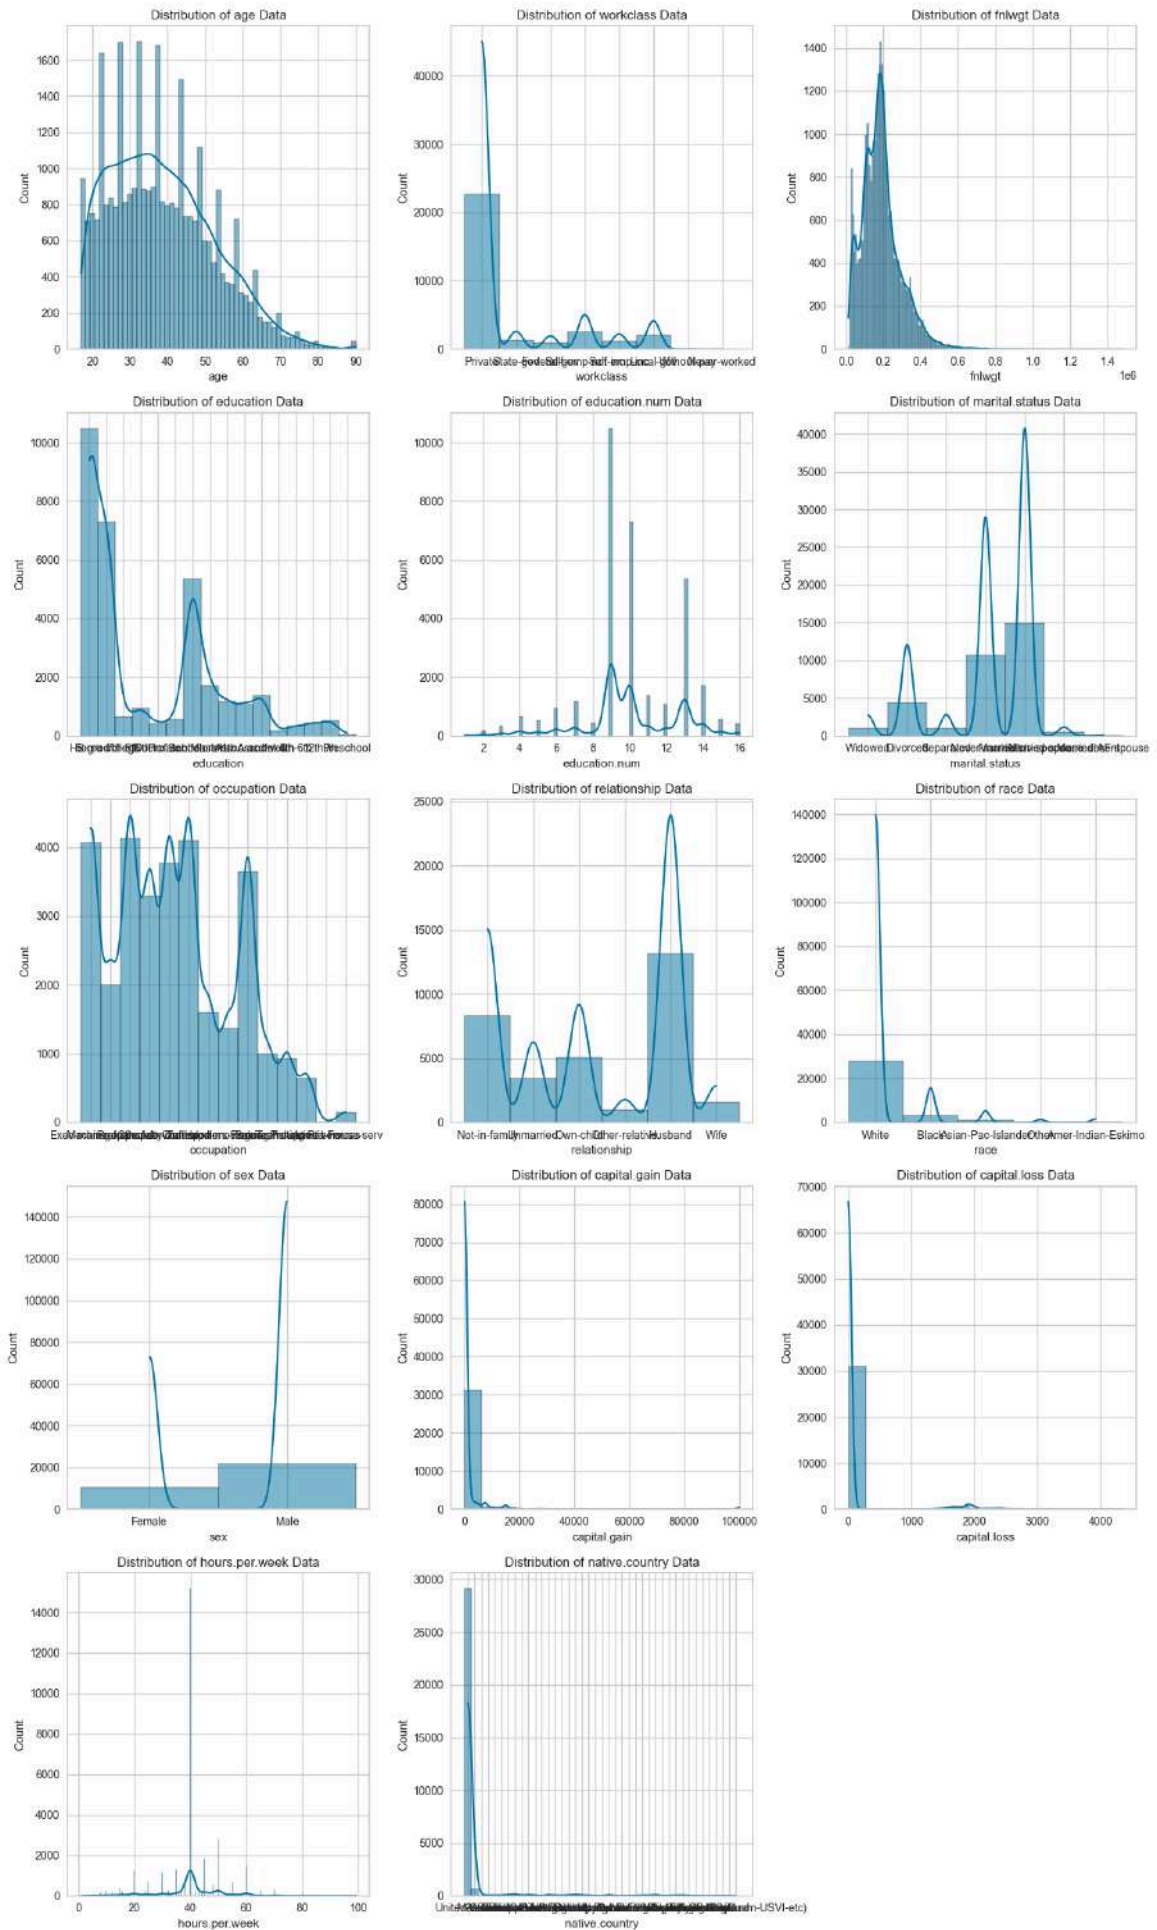 Distribution of age Data
Count
1600
1400
1200
1000
800
600
400
200
0
20 30 40 50 60 70 80 90
age
Distribution of workclass Data
Count
40000
30000
20000
10000
0
Private
workclass
Distribution of fnlwgt Data
Count
1400
1200
1000
800
600
400
200
0
0.0 0.2 0.4 0.6 0.8 1.0 1.2 1.4
1e6
fnlwgt
Distribution of education Data
Count
10000
8000
6000
4000
2000
0
education
Distribution of education.num Data
Count
10000
8000
6000
4000
2000
0
2 4 6 8 10 12 14 16
education.num
Distribution of marital.status Data
Count
40000
35000
30000
25000
20000
15000
10000
5000
0
Widowed Divorced
marital.status
Distribution of occupation Data
Count
4000
3000
2000
1000
0
occupation
Distribution of relationship Data
Count
25000
20000
15000
10000
5000
0
Not-in-family Unmarried Own-child Other-relative Husband Wife
relationship
Distribution of race Data
Count
140000
120000
100000
80000
60000
40000
20000
0
White Black Asian-Pac-Islander Other Amer-Indian-Eskimo
race
Distribution of sex Data
Count
140000
120000
100000
80000
60000
40000
20000
0
Female Male
sex
Distribution of capital.gain Data
Count
80000
70000
60000
50000
40000
30000
20000
10000
0
0 20000 40000 60000 80000 100000
capital.gain
Distribution of capital.loss Data
Count
70000
60000
50000
40000
30000
20000
10000
0
0 1000 2000 3000 4000
capital.loss
Distribution of hours.per.week Data
Count
14000
12000
10000
8000
6000
4000
2000
0
0 20 40 60 80 100
hours.per.week
Distribution of native.country Data
Count
30000
25000
20000
15000
10000
5000
0
native.country